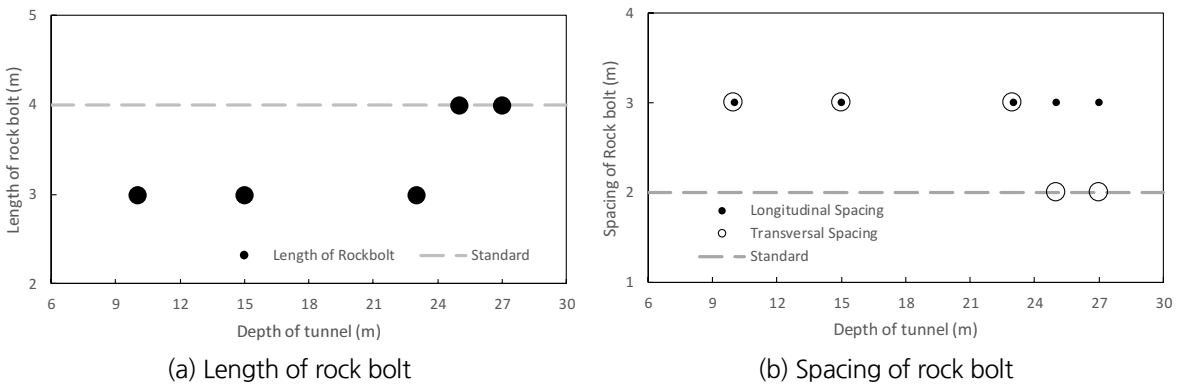 5
4
3
2
Length of rock bolt (m)
6 9 12 15 18 21 24 27 30
Depth of tunnel (m)
Length of Rockbolt
Standard
(a) Length of rock bolt
4
3
2
1
Spacing of Rock bolt (m)
Longitudinal Spacing
Transversal Spacing
Standard
6 9 12 15 18 21 24 27 30
Depth of tunnel (m)
(b) Spacing of rock bolt